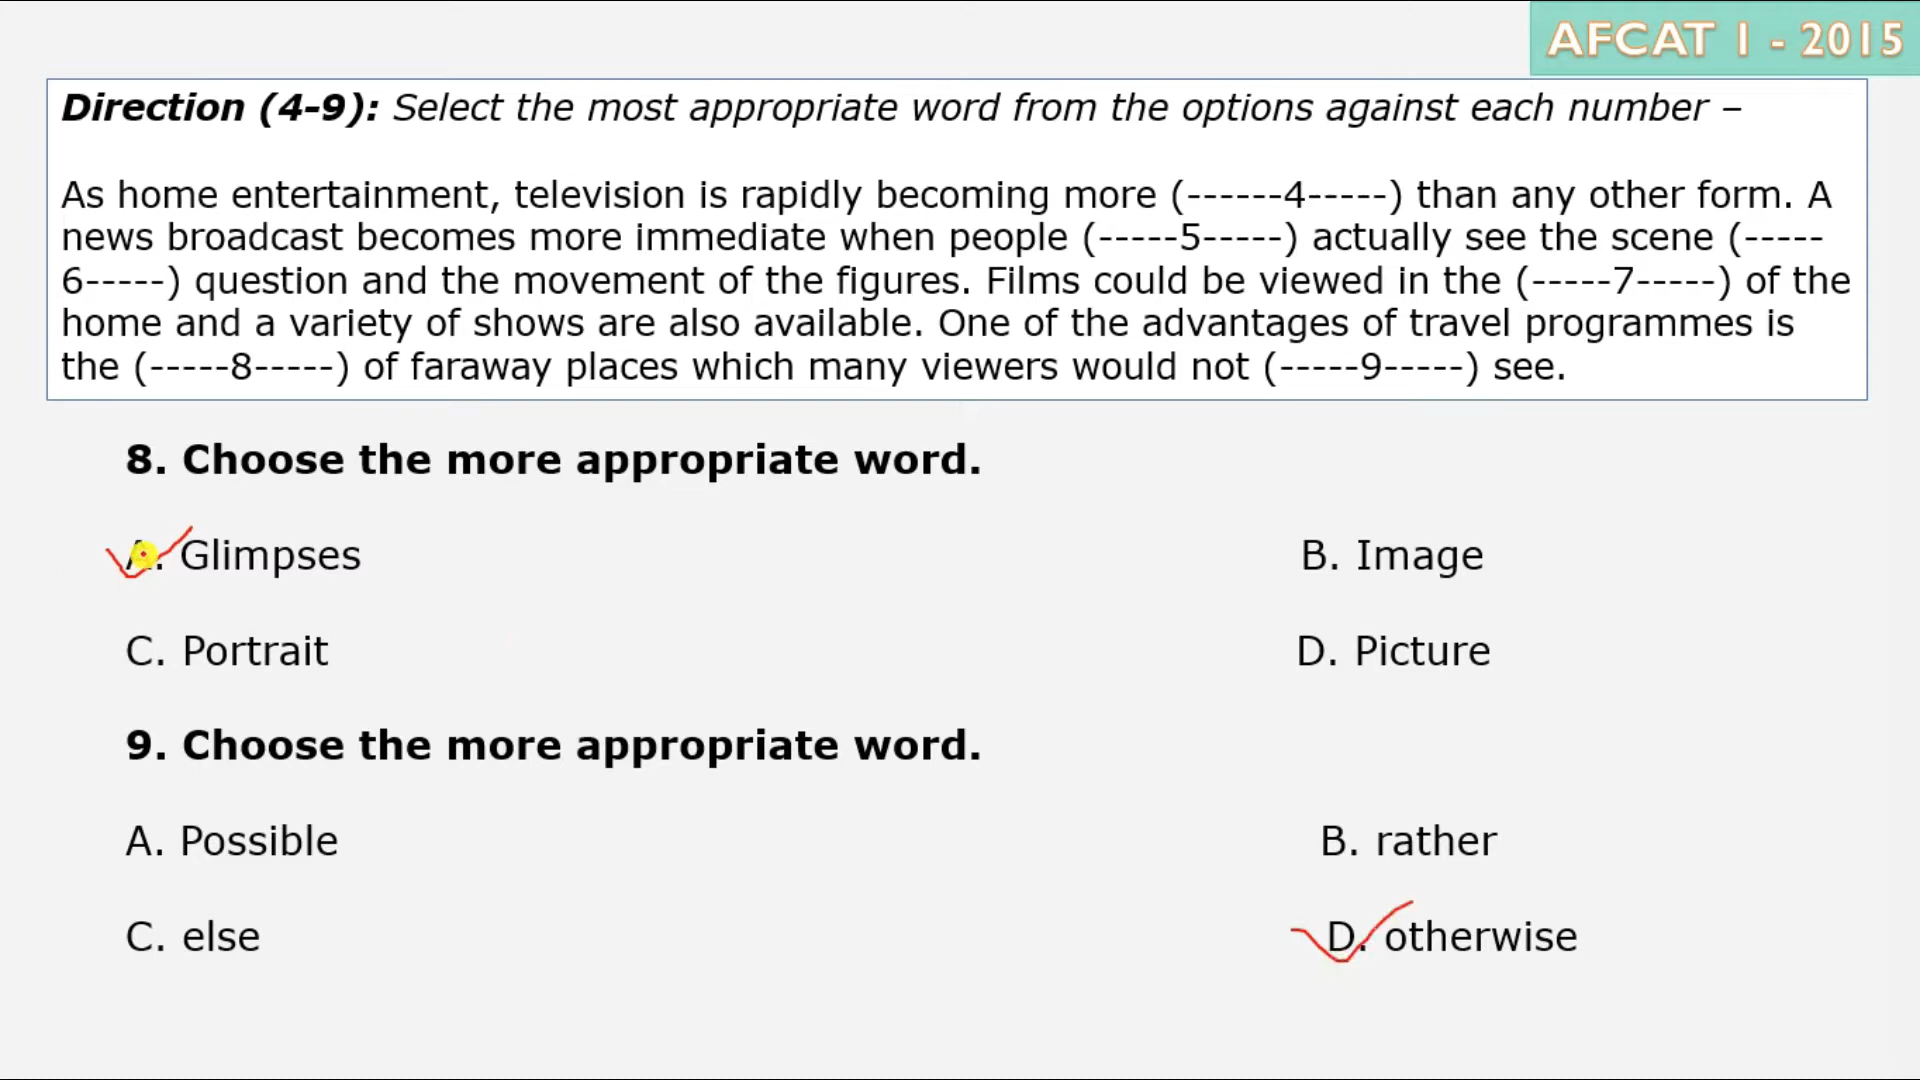 AFCAT 1 - 2015
Direction (4-9): Select the most appropriate word from the options against each number –
As home entertainment, television is rapidly becoming more (------4-----) than any other form. A
news broadcast becomes more immediate when people (-----5-----) actually see the scene (-----
6-----) question and the movement of the figures. Films could be viewed in the (-----7-----) of the
home and a variety of shows are also available. One of the advantages of travel programmes is
the (-----8-----) of faraway places which many viewers would not (-----9-----) see.
8. Choose the more appropriate word.
A. Glimpses B. Image
C. Portrait D. Picture
9. Choose the more appropriate word.
A. Possible B. rather
C. else D. otherwise